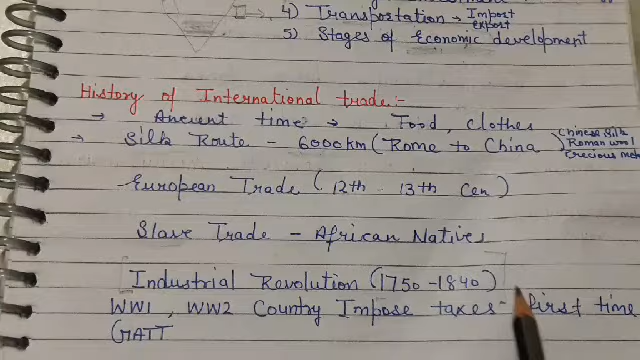 4) Transportation → Import
export
5) Stages of Economic development
History of International trade:-
→ Ancuent time → Food, clothes
→ Silk Route - 6000km (Rome to China) Chinese Silk
Roman wool
European Trade (12th - 13th Cen)
Slave Trade - African Natives
Industrial Revolution (1750-1840)
WW1, WW2 Country Impose taxes - first time
GATT